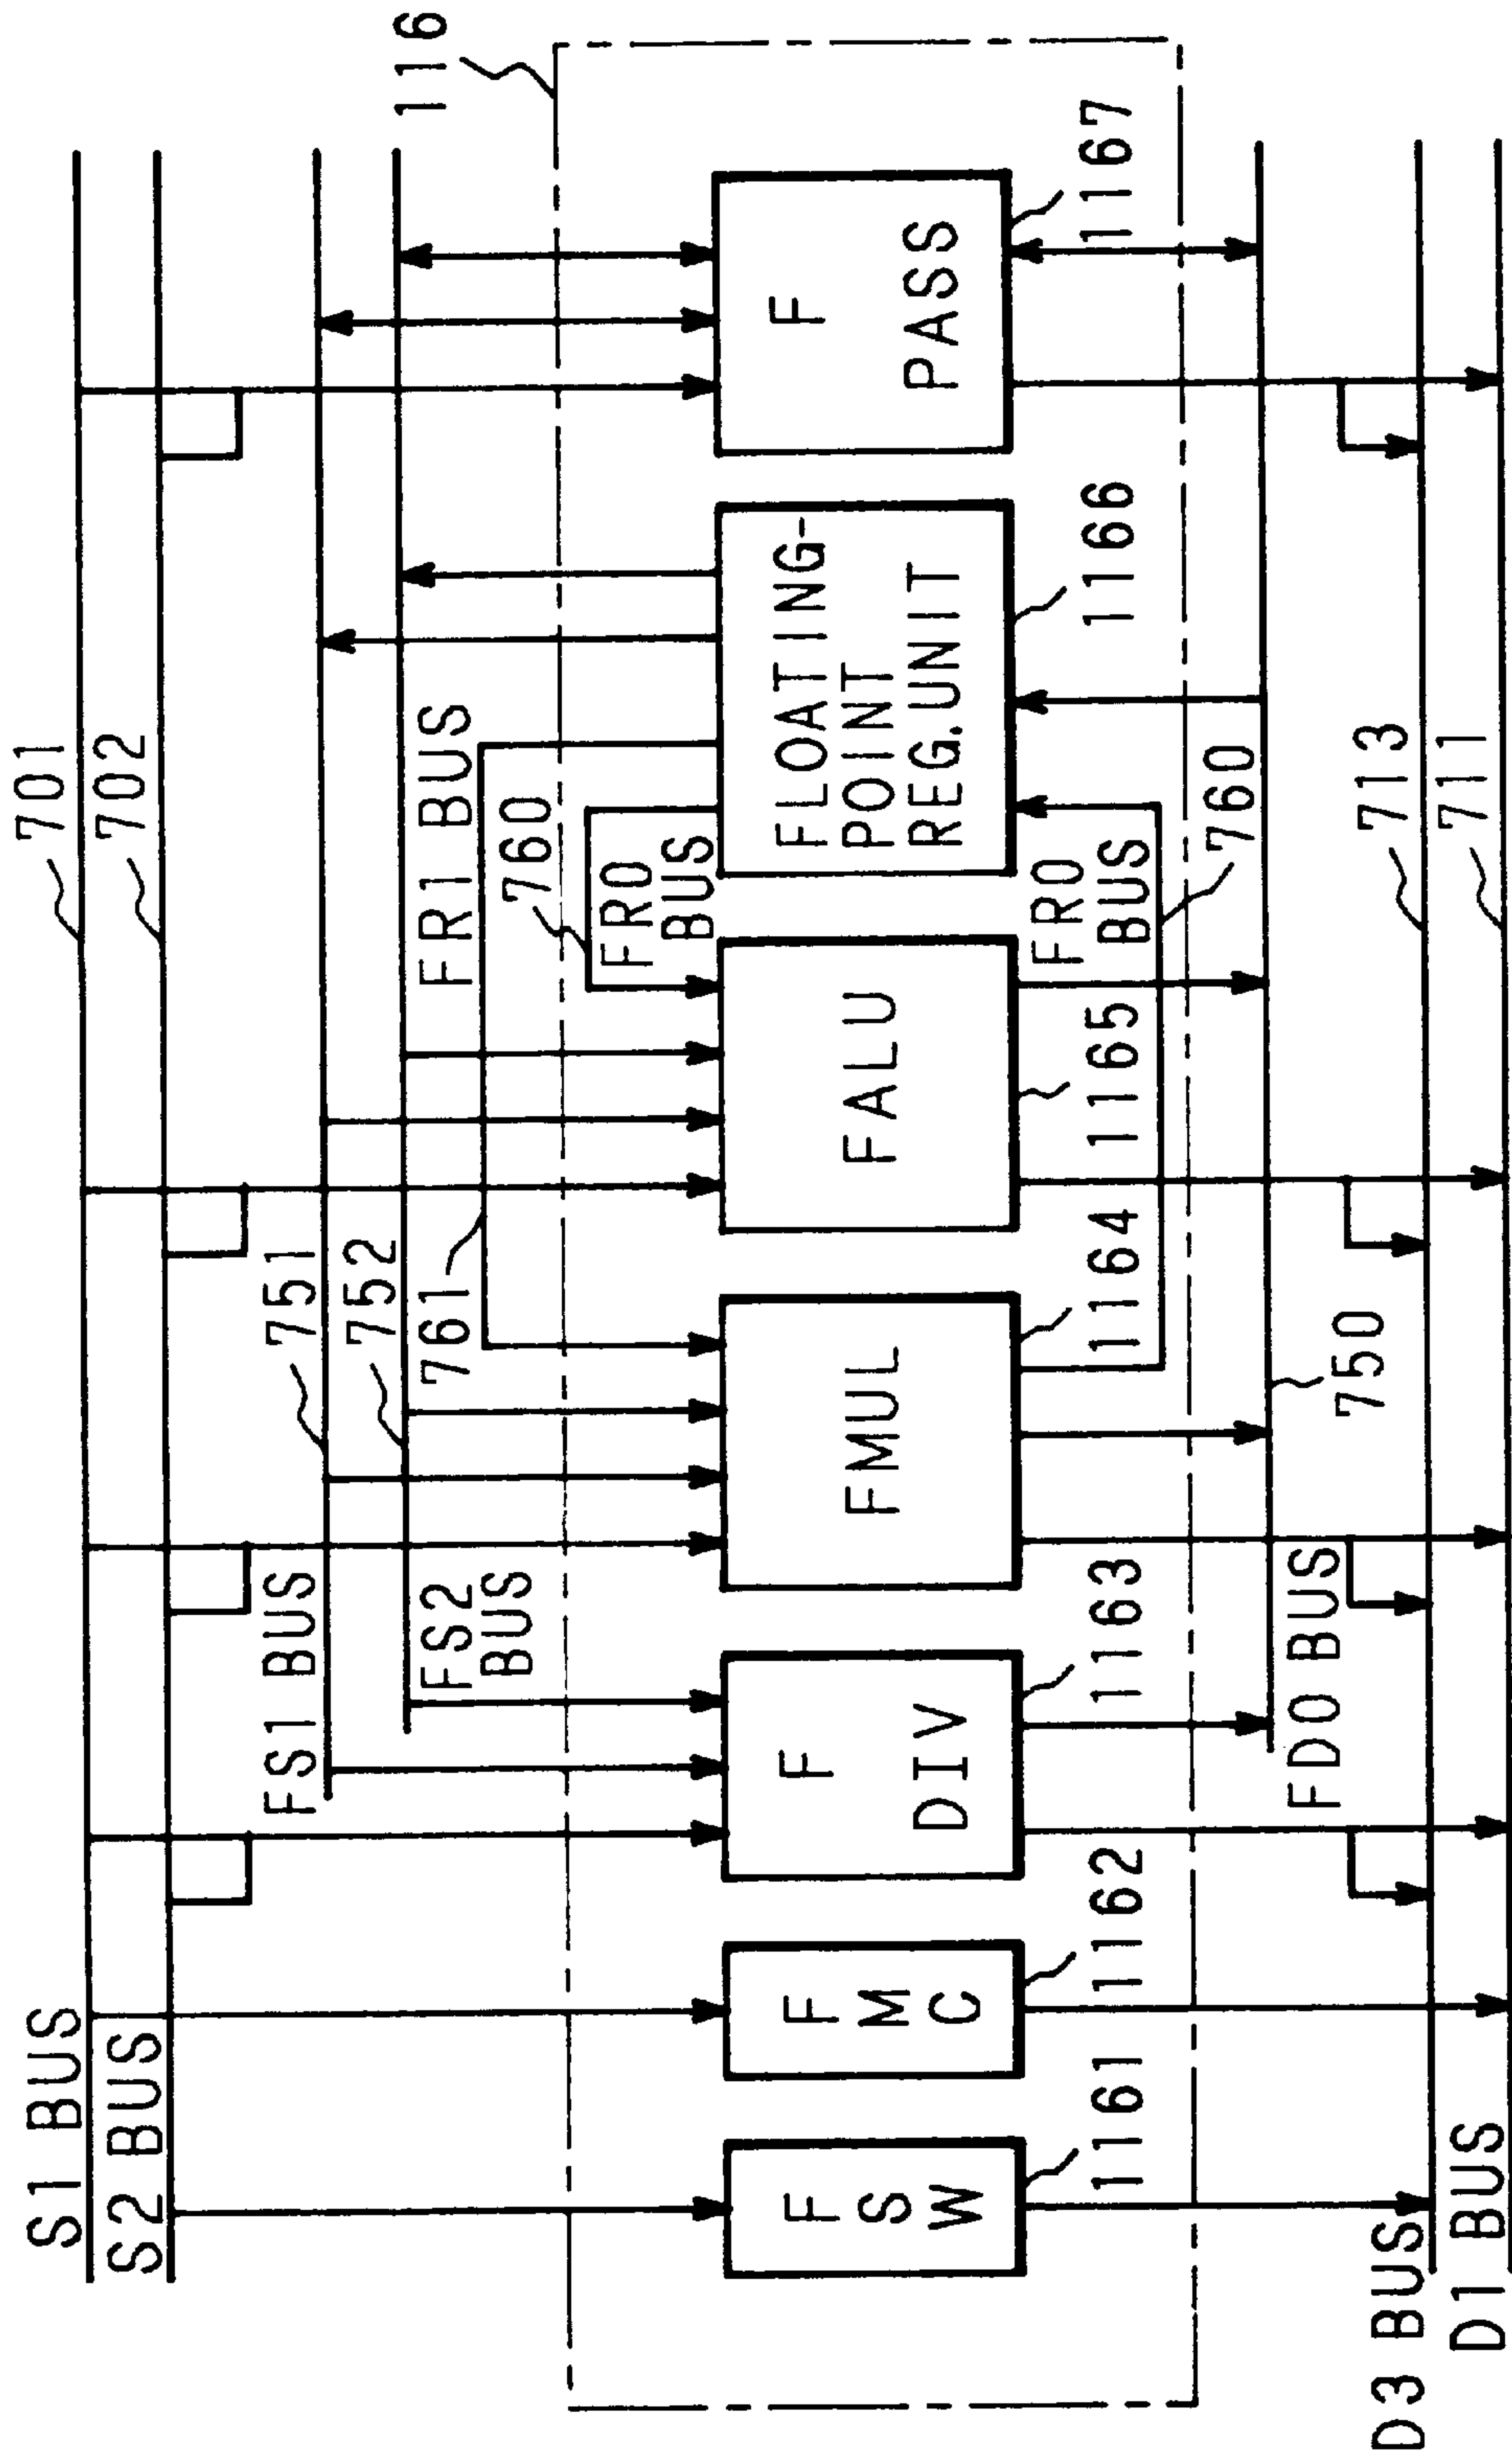 S1 BUS
701
S2 BUS
702
116
FS1 BUS
751
752
FS2
BUS
761
FR1 BUS
760
FR0
BUS
F
S
W
F
M
C
F
DIV
FMUL
FALU
FLOATING-
POINT
REG.UNIT
F
PASS
1161
1162
1163
1164
1165
FR0
BUS
760
1166
1167
FD0 BUS
750
D3 BUS
713
D1 BUS
711